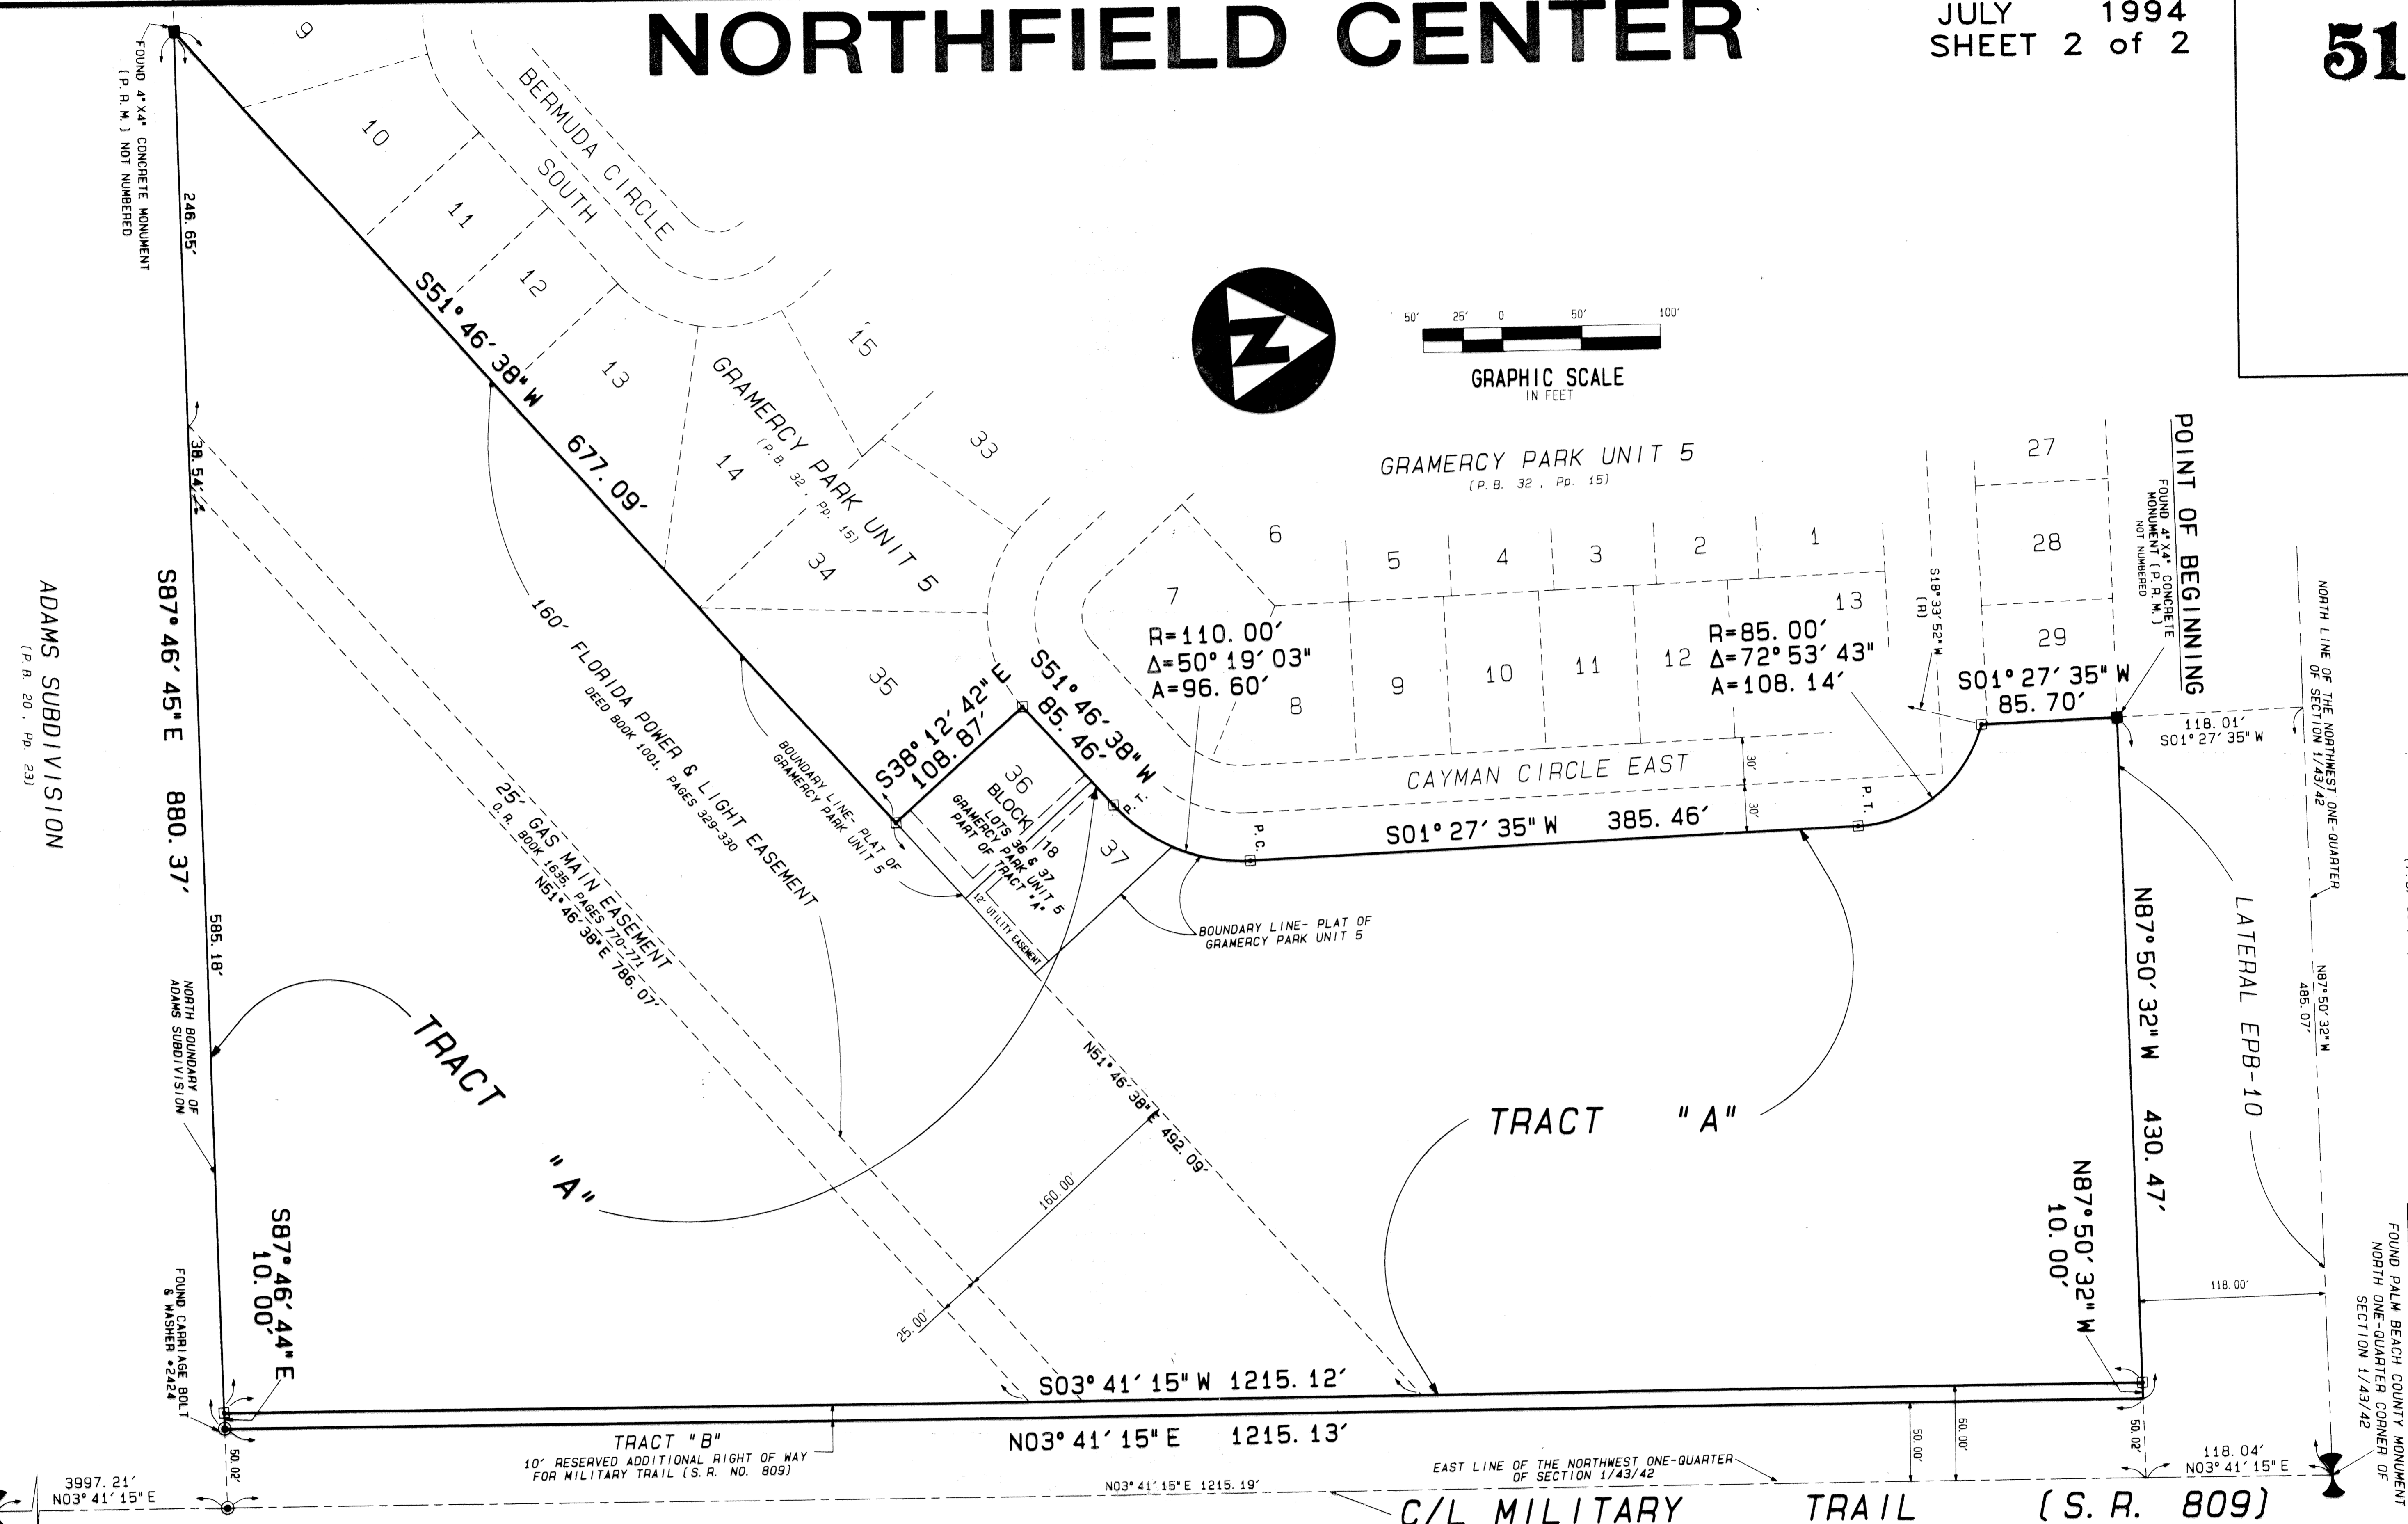 NORTHFIELD CENTER
JULY 1994
SHEET 2 of 2
51
FOUND 4"X4" CONCRETE MONUMENT
(P.R.M.) NOT NUMBERED
246.65'
38.54'
S87°46'45"E 880.37'
585.18'
ADAMS SUBDIVISION
(P.B. 20, Pp. 23)
NORTH BOUNDARY OF
ADAMS SUBDIVISION
S87°46'44"E
10.00'
FOUND CARRIAGE BOLT
& WASHER #2424
50.02'
3997.21'
N03°41'15"E
9
10
11
12
13
14
15
33
34
35
BERMUDA CIRCLE
SOUTH
S51°46'38"W
677.09'
GRAMERCY PARK UNIT 5
(P.B. 32, Pp. 15)
160' FLORIDA POWER & LIGHT EASEMENT
DEED BOOK 1001, PAGES 329-330
25' GAS MAIN EASEMENT
O.R. BOOK 1635, PAGES 770-771
N51°46'38"E 786.07'
BOUNDARY LINE- PLAT OF
GRAMERCY PARK UNIT 5
S38°12'42"E
108.87'
S51°46'38"W
85.46'
P.T.
36
BLOCK 18
LOTS 36 & 37
GRAMERCY PARK UNIT 5
PART OF TRACT "A"
37
12' UTILITY EASEMENT
BOUNDARY LINE- PLAT OF
GRAMERCY PARK UNIT 5
N
50' 25' 0 50' 100'
GRAPHIC SCALE
IN FEET
GRAMERCY PARK UNIT 5
(P.B. 32, Pp. 15)
6
5
4
3
2
1
7
8
9
10
11
12
13
R=110.00'
Δ=50°19'03"
A=96.60'
R=85.00'
Δ=72°53'43"
A=108.14'
CAYMAN CIRCLE EAST
30'
30'
P.C.
S01°27'35"W 385.46'
P.T.
S18°33'52"W
(R)
27
28
29
S01°27'35"W
85.70'
POINT OF BEGINNING
FOUND 4"X4" CONCRETE
MONUMENT (P.R.M.)
NOT NUMBERED
118.01'
S01°27'35"W
NORTH LINE OF THE NORTHWEST ONE-QUARTER
OF SECTION 1/43/42
N87°50'32"W
485.07'
LATERAL EPB-10
N87°50'32"W 430.47'
N87°50'32"W
10.00'
118.00'
FOUND PALM BEACH COUNTY MONUMENT
NORTH ONE-QUARTER CORNER OF
SECTION 1/43/42
TRACT "A"
TRACT "A"
N51°46'38"E 492.09'
160.00'
25.00'
S03°41'15"W 1215.12'
N03°41'15"E 1215.13'
TRACT "B"
10' RESERVED ADDITIONAL RIGHT OF WAY
FOR MILITARY TRAIL (S.R. NO. 809)
N03°41'15"E 1215.19'
EAST LINE OF THE NORTHWEST ONE-QUARTER
OF SECTION 1/43/42
50.00'
60.00'
50.02'
118.04'
N03°41'15"E
C/L MILITARY TRAIL (S.R. 809)